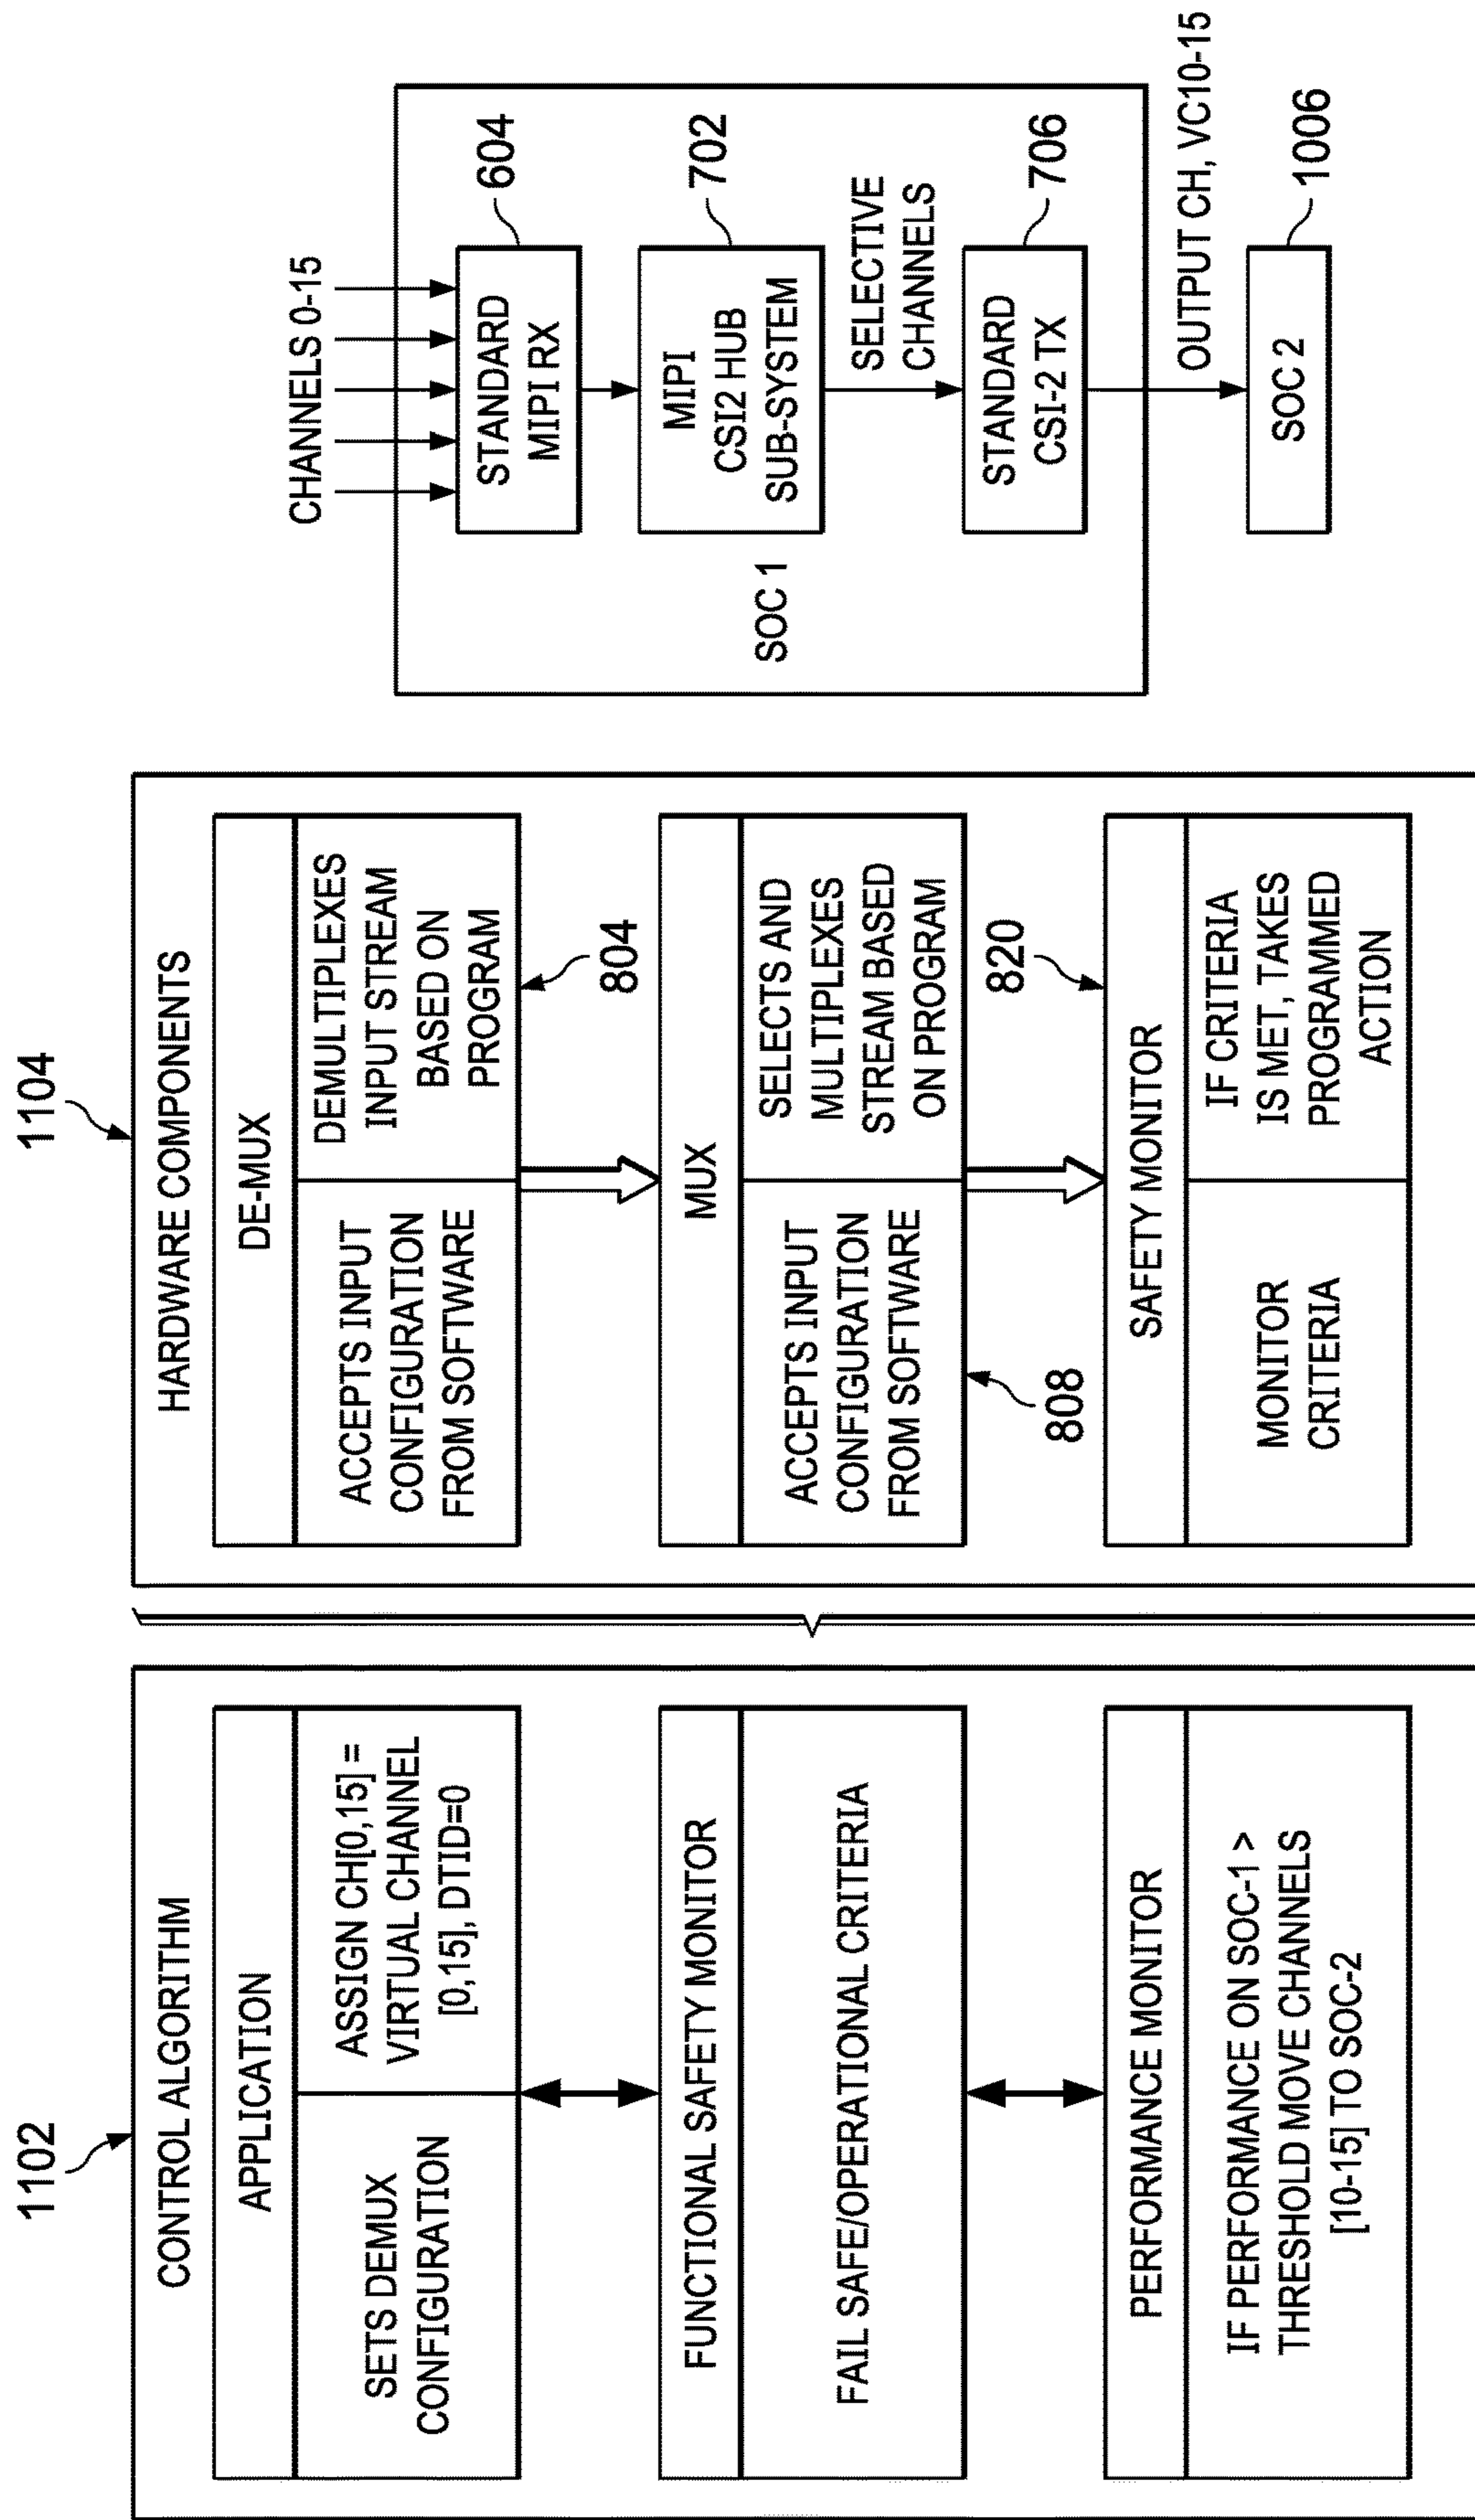 1102
CONTROL ALGORITHM
APPLICATION
SETS DEMUX
CONFIGURATION
ASSIGN CH[0,15] =
VIRTUAL CHANNEL
[0,15], DTID=0
FUNCTIONAL SAFETY MONITOR
FAIL SAFE/OPERATIONAL CRITERIA
PERFORMANCE MONITOR
IF PERFORMANCE ON SOC-1 >
THRESHOLD MOVE CHANNELS
[10-15] TO SOC-2
1104
HARDWARE COMPONENTS
DE-MUX
ACCEPTS INPUT
CONFIGURATION
FROM SOFTWARE
DEMULTIPLEXES
INPUT STREAM
BASED ON
PROGRAM
804
MUX
ACCEPTS INPUT
CONFIGURATION
FROM SOFTWARE
SELECTS AND
MULTIPLEXES
STREAM BASED
ON PROGRAM
808
820
SAFETY MONITOR
MONITOR
CRITERIA
IF CRITERIA
IS MET, TAKES
PROGRAMMED
ACTION
CHANNELS 0-15
STANDARD
MIPI RX
604
MIPI
CSI2 HUB
SUB-SYSTEM
702
SOC 1
SELECTIVE
CHANNELS
STANDARD
CSI-2 TX
706
OUTPUT CH, VC10-15
SOC 2
1006